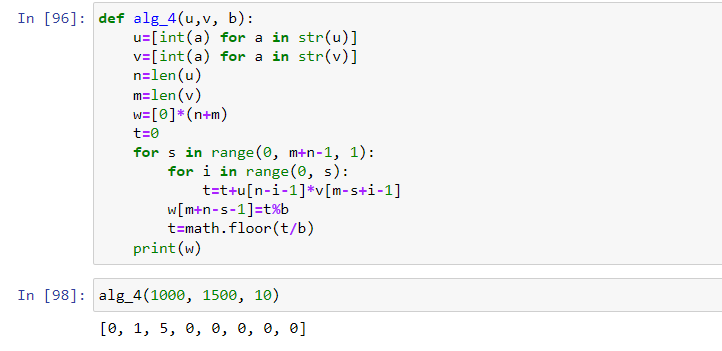 In [96]: def alg_4(u,v, b):
    u=[int(a) for a in str(u)]
    v=[int(a) for a in str(v)]
    n=len(u)
    m=len(v)
    w=[0]*(n+m)
    t=0
    for s in range(0, m+n-1, 1):
        for i in range(0, s):
            t=t+u[n-i-1]*v[m-s+i-1]
        w[m+n-s-1]=t%b
        t=math.floor(t/b)
    print(w)
In [98]: alg_4(1000, 1500, 10)
[0, 1, 5, 0, 0, 0, 0, 0]